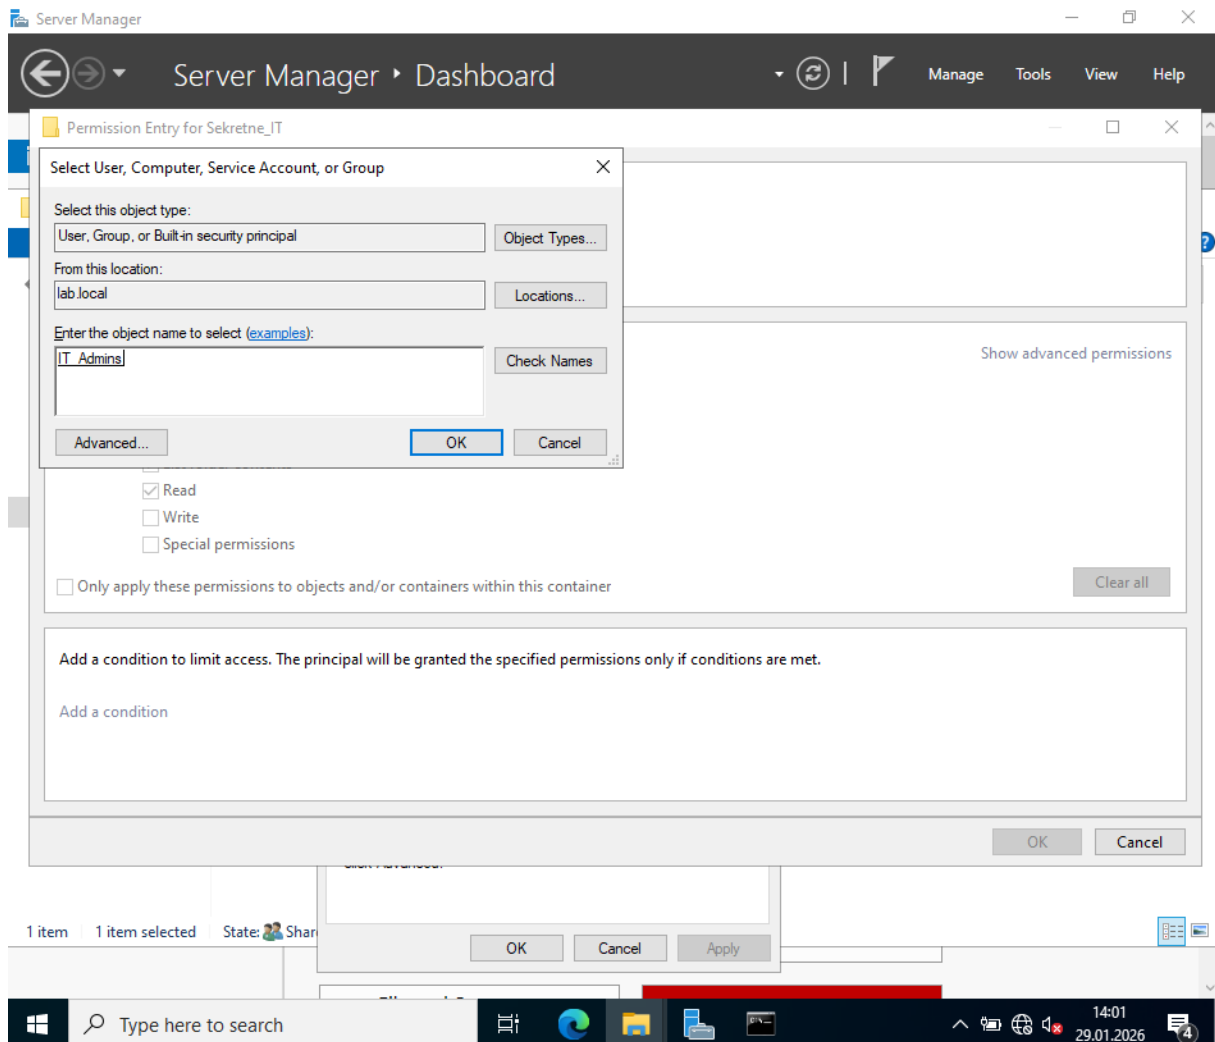 Server Manager
Server Manager ‣ Dashboard
Manage Tools View Help
Permission Entry for Sekretne_IT
Select User, Computer, Service Account, or Group
Select this object type:
User, Group, or Built-in security principal
Object Types...
From this location:
lab.local
Locations...
Enter the object name to select (examples):
IT_Admins
Check Names
Show advanced permissions
Advanced...
OK
Cancel
Read
Write
Special permissions
Only apply these permissions to objects and/or containers within this container
Clear all
Add a condition to limit access. The principal will be granted the specified permissions only if conditions are met.
Add a condition
OK
Cancel
1 item 1 item selected State: Shar
OK
Cancel
Apply
Type here to search
14:01
29.01.2026
4